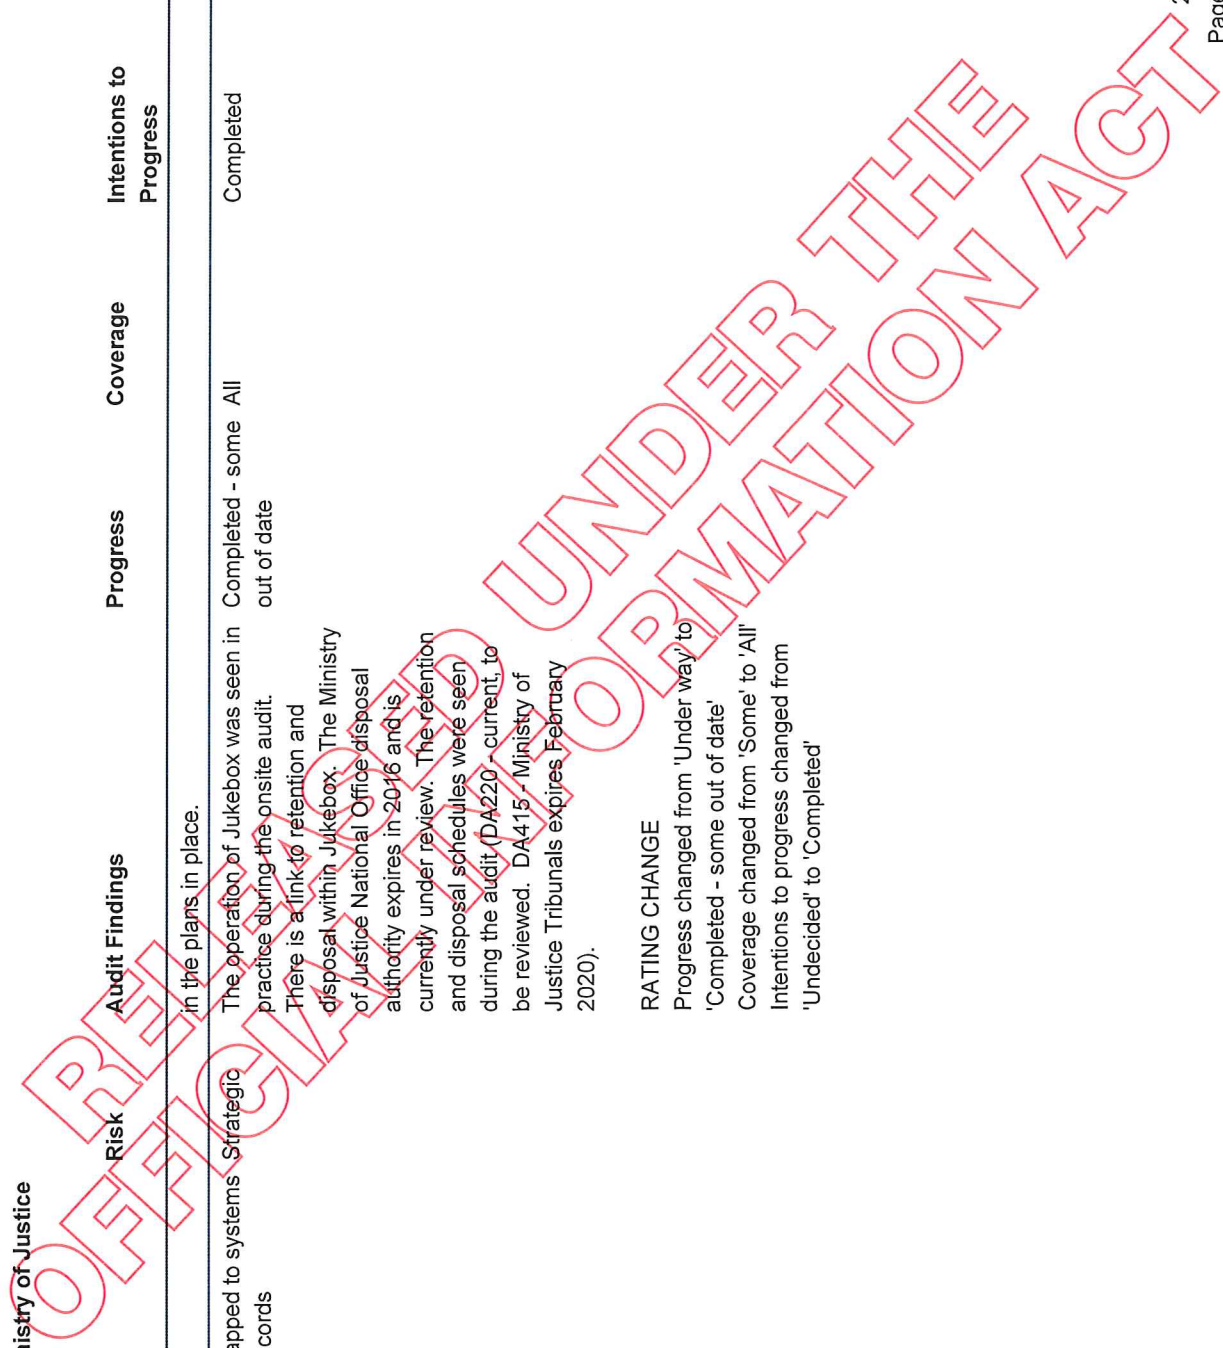 nistry of Justice
Risk
Audit Findings
Progress
Coverage
Intentions to
Progress
in the plans in place.
apped to systems
cords
Strategic
The operation of Jukebox was seen in
practice during the onsite audit.
There is a link to retention and
disposal within Jukebox. The Ministry
of Justice National Office disposal
authority expires in 2016 and is
currently under review. The retention
and disposal schedules were seen
during the audit (DA220 - current, to
be reviewed. DA415 - Ministry of
Justice Tribunals expires February
2020).
RATING CHANGE
Progress changed from 'Under way' to
'Completed - some out of date'
Coverage changed from 'Some' to 'All'
Intentions to progress changed from
'Undecided' to 'Completed'
Completed - some
out of date
All
Completed
Page
RELEASED UNDER THE
OFFICIAL INFORMATION ACT